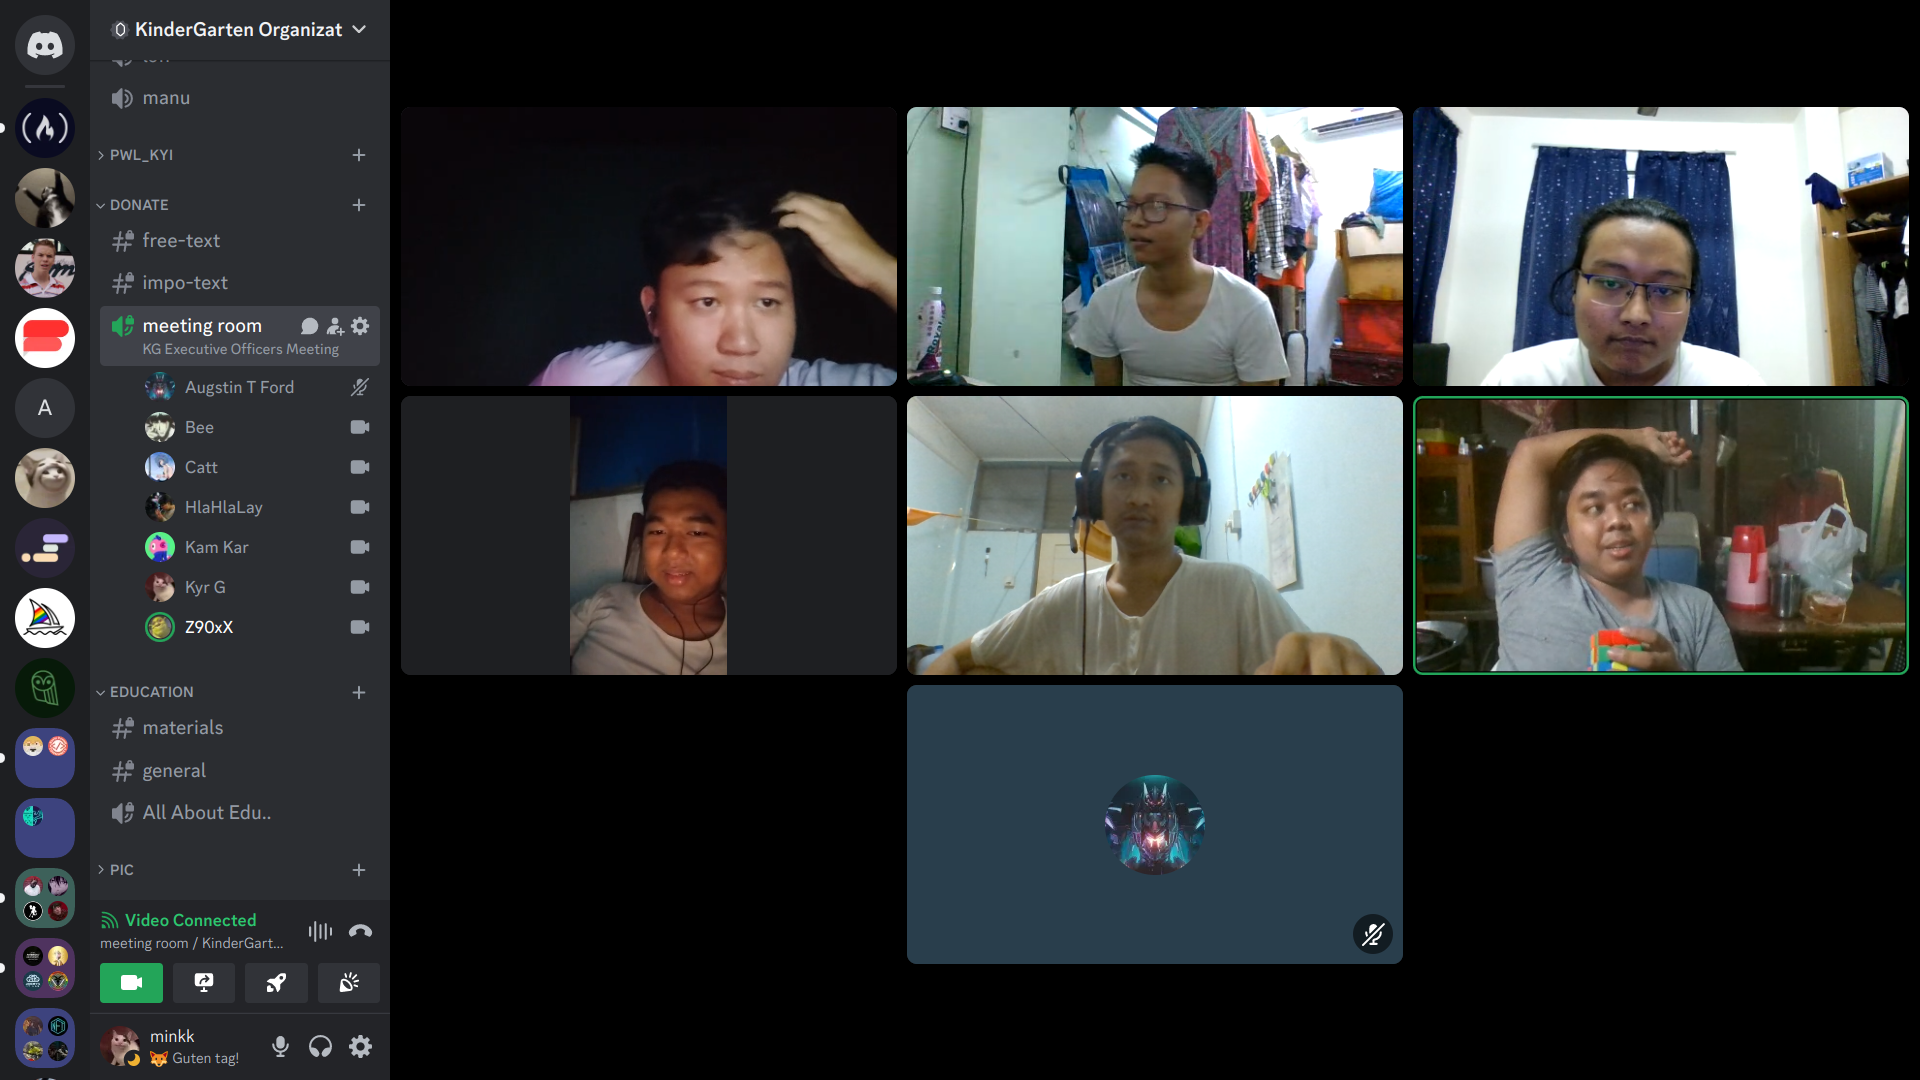 KinderGarten Organizat
manu
PWL_KYI
DONATE
free-text
impo-text
meeting room
KG Executive Officers Meeting
Augstin T Ford
Bee
Catt
HlaHlaLay
Kam Kar
Kyr G
Z90xX
EDUCATION
materials
general
All About Edu..
PIC
Video Connected
meeting room / KinderGart...
minkk
Guten tag!
A